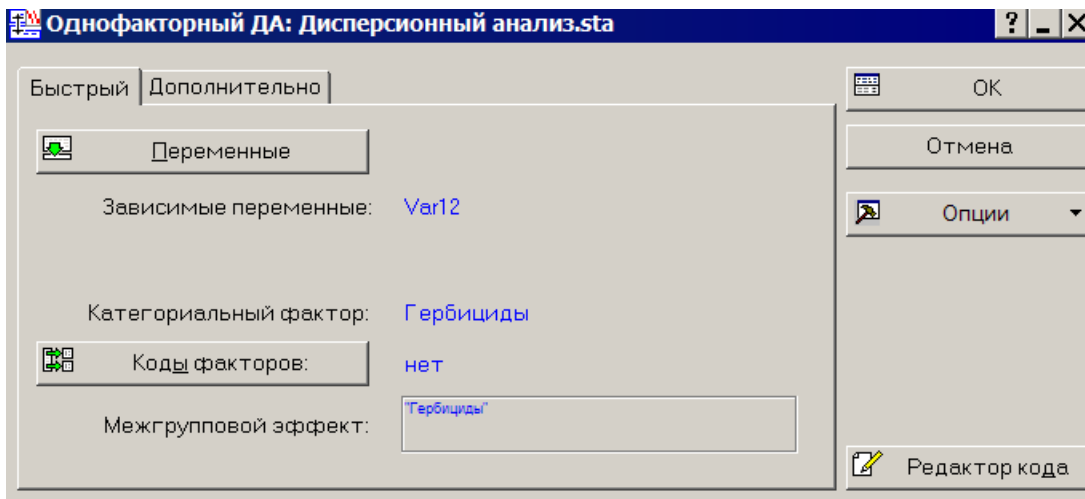 Однофакторный ДА: Дисперсионный анализ.sta
Быстрый Дополнительно
Переменные
Зависимые переменные: Var12
Категориальный фактор: Гербициды
Коды факторов: нет
Межгрупповой эффект: "Гербициды"
ОК
Отмена
Опции
Редактор кода